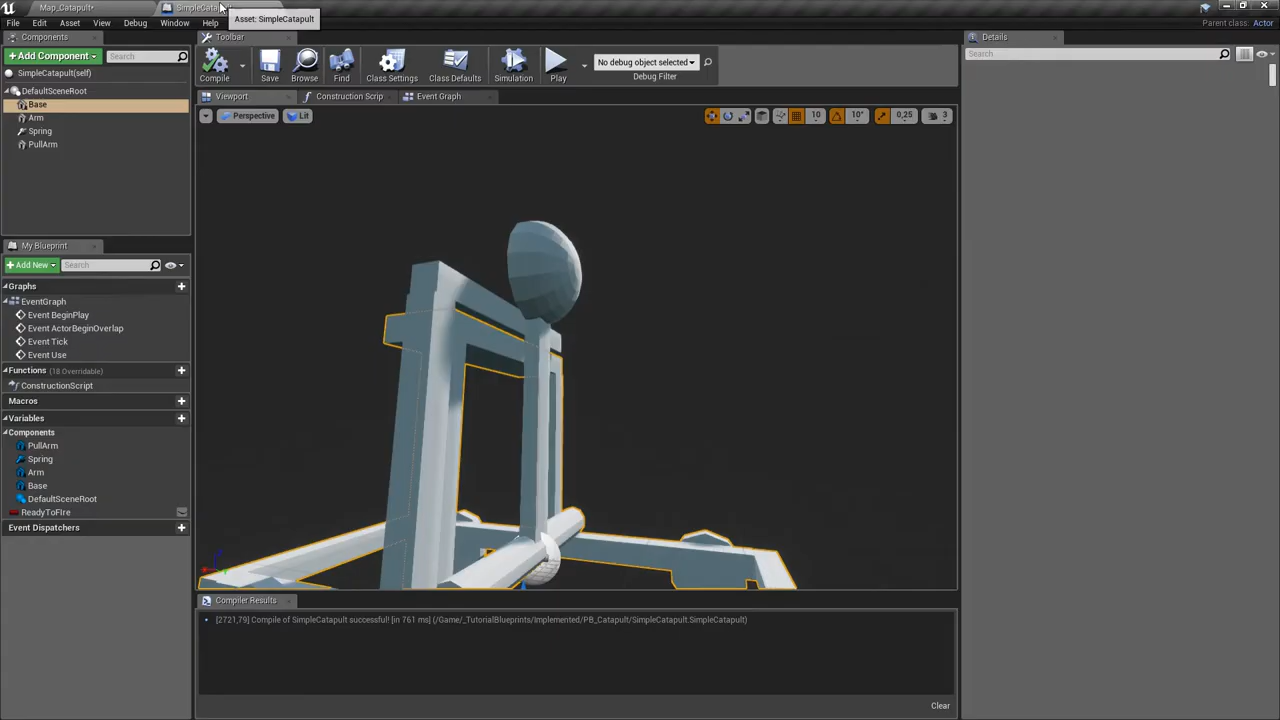 Map_Catapult*
SimpleCatapult*
Asset: SimpleCatapult
File Edit Asset View Debug Window Help
Parent class: Actor
Components
Toolbar
Details
+ Add Component
Search
Compile Save Browse Find Class Settings Class Defaults Simulation Play
No debug object selected
Debug Filter
Search
SimpleCatapult(self)
DefaultSceneRoot
Base
Arm
Spring
PullArm
Viewport
Construction Scrip
Event Graph
Perspective Lit
10 10° 0,25 3
My Blueprint
+ Add New
Search
Graphs
EventGraph
Event BeginPlay
Event ActorBeginOverlap
Event Tick
Event Use
Functions (18 Overridable)
ConstructionScript
Macros
Variables
Components
PullArm
Spring
Arm
Base
DefaultSceneRoot
ReadyToFIre
Event Dispatchers
Compiler Results
[2721,79] Compile of SimpleCatapult successful! [in 761 ms] (/Game/_TutorialBlueprints/Implemented/PB_Catapult/SimpleCatapult.SimpleCatapult)
Clear